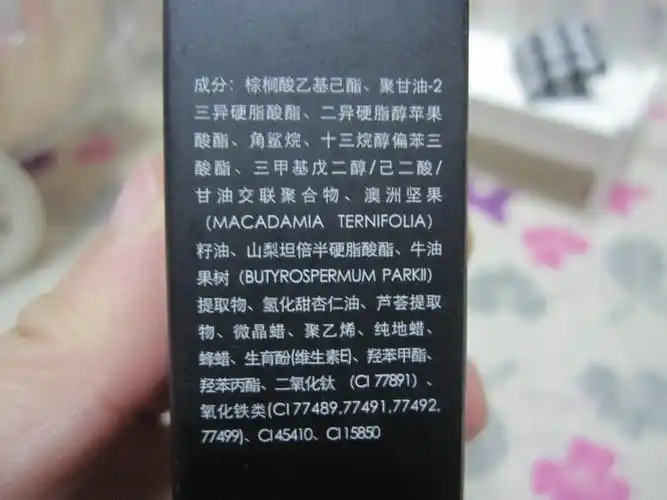 成分：棕榈酸乙基己酯、聚甘油-2
三异硬脂酸酯、二异硬脂醇苹果
酸酯、角鲨烷、十三烷醇偏苯三
酸酯、三甲基戊二醇/己二酸/
甘油交联聚合物、澳洲坚果
（MACADAMIA TERNIFOLIA）
籽油、山梨坦倍半硬脂酸酯、牛油
果树（BUTYROSPERMUM PARKII）
提取物、氢化甜杏仁油、芦荟提取
物、微晶蜡、聚乙烯、纯地蜡、
蜂蜡、生育酚(维生素E)、羟苯甲酯、
羟苯丙酯、二氧化钛（CI 77891）、
氧化铁类(CI 77489,77491,77492,
77499)、CI 45410、CI 15850